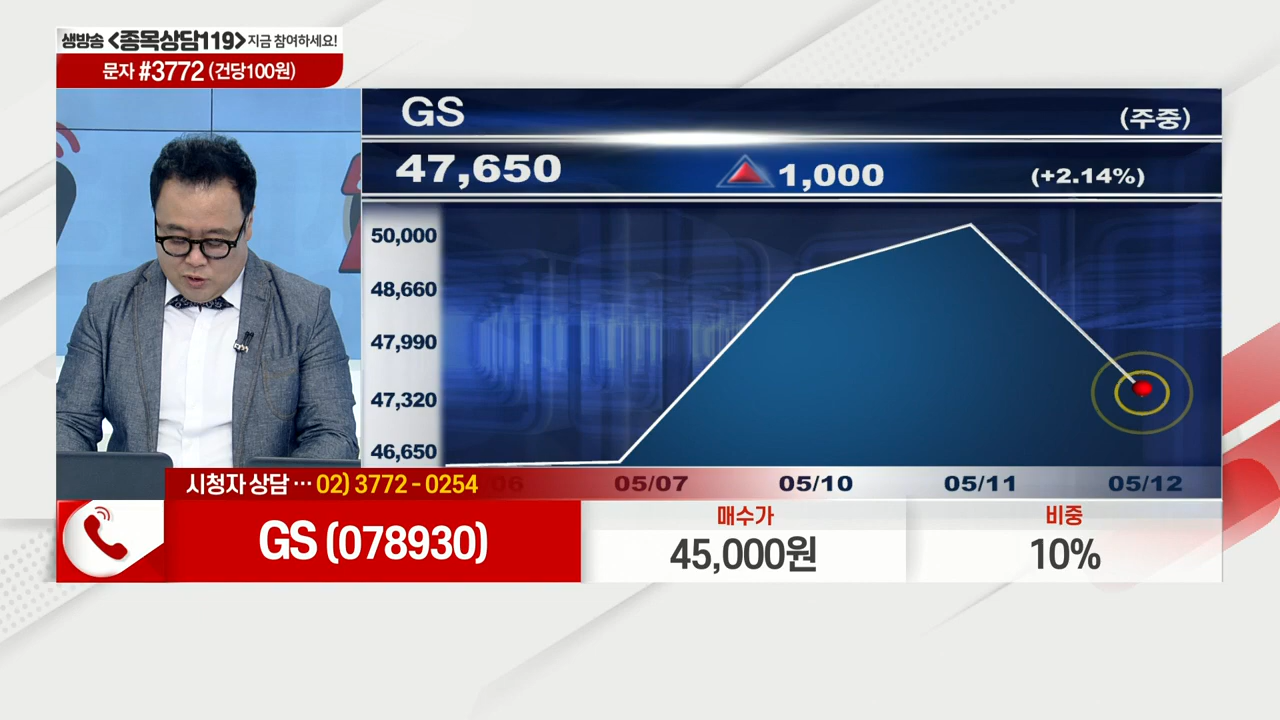 생방송 <종목상담119> 지금 참여하세요!
문자 #3772 (건당100원)
GS
(주중)
47,650
1,000
(+2.14%)
50,000
48,660
47,990
47,320
46,650
05/07
05/10
05/11
05/12
시청자 상담 … 02) 3772 - 0254
GS (078930)
매수가
45,000원
비중
10%